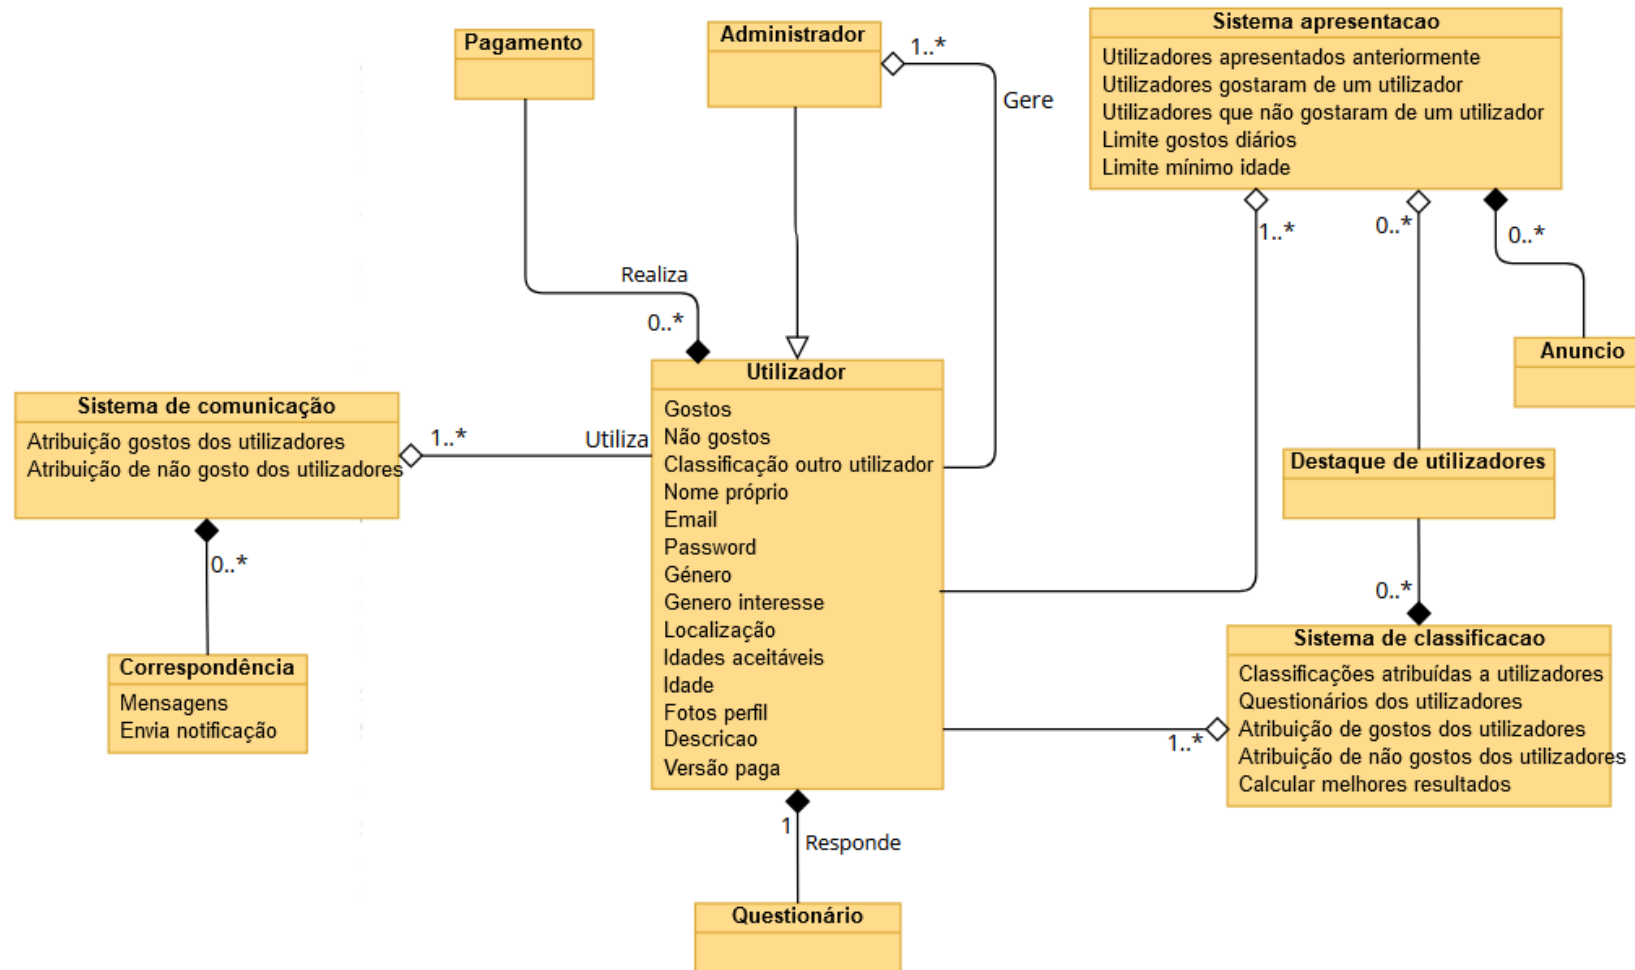 Pagamento
Administrador
1..*
Gere
Sistema apresentacao
Utilizadores apresentados anteriormente
Utilizadores gostaram de um utilizador
Utilizadores que não gostaram de um utilizador
Limite gostos diários
Limite mínimo idade
1..*
0..*
0..*
Realiza
0..*
Anuncio
Utilizador
Gostos
Não gostos
Classificação outro utilizador
Nome próprio
Email
Password
Género
Genero interesse
Localização
Idades aceitáveis
Idade
Fotos perfil
Descricao
Versão paga
Sistema de comunicação
Atribuição gostos dos utilizadores
Atribuição de não gosto dos utilizadores
1..*
Utiliza
0..*
Correspondência
Mensagens
Envia notificação
Destaque de utilizadores
0..*
Sistema de classificacao
Classificações atribuídas a utilizadores
Questionários dos utilizadores
Atribuição de gostos dos utilizadores
Atribuição de não gostos dos utilizadores
Calcular melhores resultados
1..*
1
Responde
Questionário